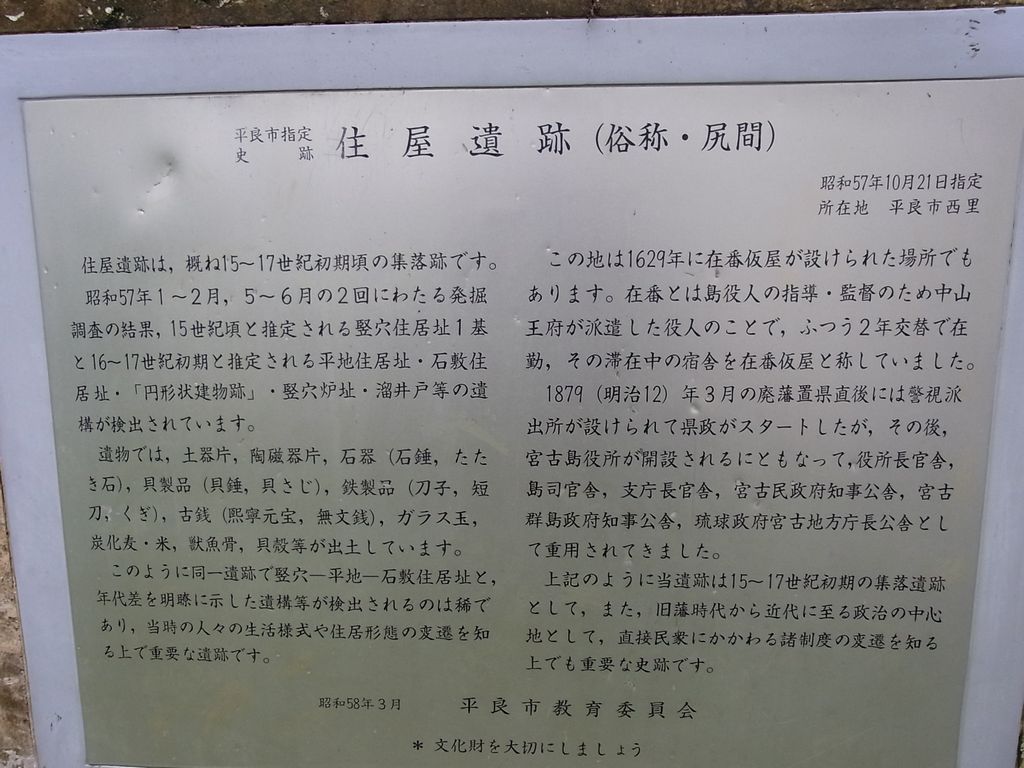 平良市指定
史跡
住屋遺跡(俗称・尻間)
昭和57年10月21日指定
所在地 平良市西里
住屋遺跡は,概ね15~17世紀初期頃の集落跡です。
昭和57年1~2月,5~6月の2回にわたる発掘
調査の結果,15世紀頃と推定される竪穴住居址1基
と16~17世紀初期と推定される平地住居址・石敷住
居址・「円形状建物跡」・竪穴炉址・溜井戸等の遺
構が検出されています。
遺物では,土器片,陶磁器片,石器(石錘,たた
き石),貝製品(貝錘,貝さじ),鉄製品(刀子,短
刀,くぎ),古銭(熙寧元宝,無文銭),ガラス玉,
炭化麦・米,獣魚骨,貝殻等が出土しています。
このように同一遺跡で竪穴―平地―石敷住居址と,
年代差を明瞭に示した遺構等が検出されるのは稀で
あり,当時の人々の生活様式や住居形態の変遷を知
る上で重要な遺跡です。
この地は1629年に在番仮屋が設けられた場所でも
あります。在番とは島役人の指導・監督のため中山
王府が派遣した役人のことで,ふつう2年交替で在
勤,その滞在中の宿舎を在番仮屋と称していました。
1879(明治12)年3月の廃藩置県直後には警視派
出所が設けられて県政がスタートしたが,その後,
宮古島役所が開設されるにともなって,役所長官舎,
島司官舎,支庁長官舎,宮古民政府知事公舎,宮古
群島政府知事公舎,琉球政府宮古地方庁長公舎とし
て重用されてきました。
上記のように当遺跡は15~17世紀初期の集落遺跡
として,また,旧藩時代から近代に至る政治の中心
地として,直接民衆にかかわる諸制度の変遷を知る
上でも重要な史跡です。
昭和58年3月 平良市教育委員会
* 文化財を大切にしましょう